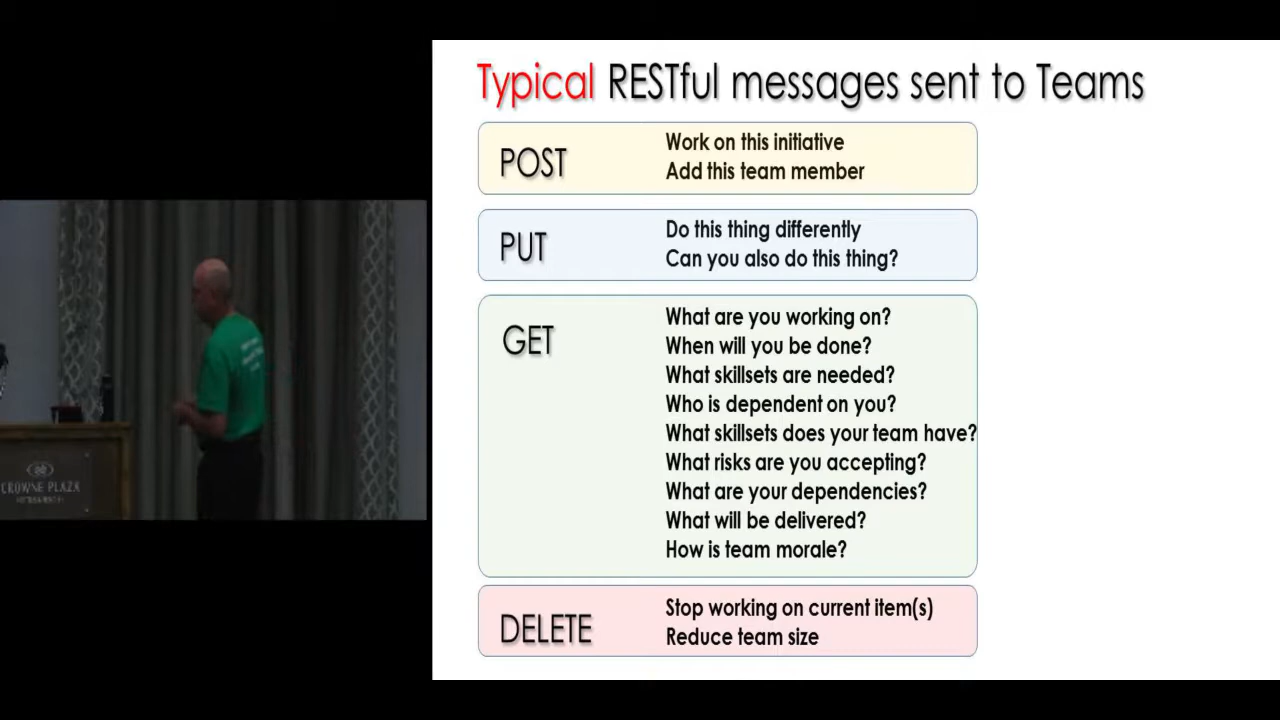 Typical RESTful messages sent to Teams
POST
Work on this initiative
Add this team member
PUT
Do this thing differently
Can you also do this thing?
GET
What are you working on?
When will you be done?
What skillsets are needed?
Who is dependent on you?
What skillsets does your team have?
What risks are you accepting?
What are your dependencies?
What will be delivered?
How is team morale?
DELETE
Stop working on current item(s)
Reduce team size
CROWNE PLAZA